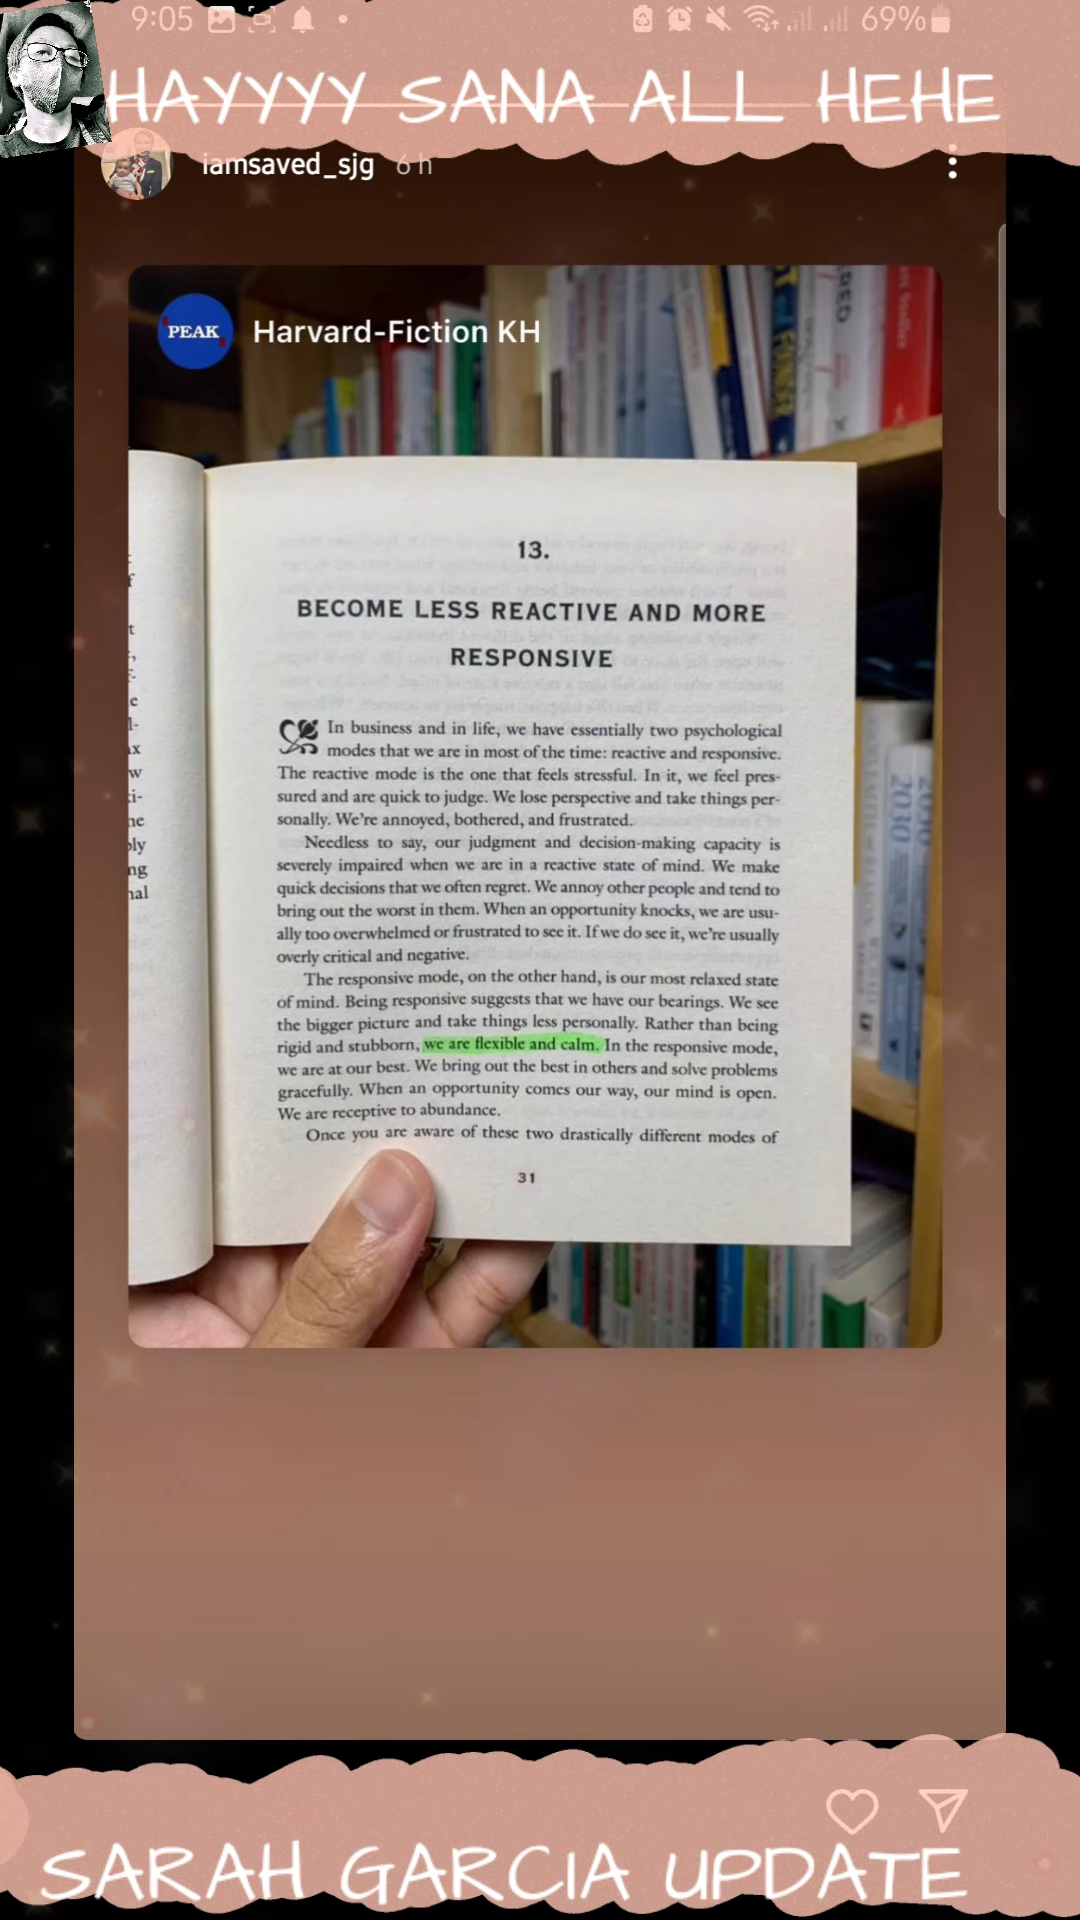 9:05
69%
HAYYYY SANA ALL HEHE
iamsaved_sjg 6 h
PEAK
Harvard-Fiction KH
13.
BECOME LESS REACTIVE AND MORE
RESPONSIVE
In business and in life, we have essentially two psychological
modes that we are in most of the time: reactive and responsive.
The reactive mode is the one that feels stressful. In it, we feel pres-
sured and are quick to judge. We lose perspective and take things per-
sonally. We're annoyed, bothered, and frustrated.
Needless to say, our judgment and decision-making capacity is
severely impaired when we are in a reactive state of mind. We make
quick decisions that we often regret. We annoy other people and tend to
bring out the worst in them. When an opportunity knocks, we are usu-
ally too overwhelmed or frustrated to see it. If we do see it, we're usually
overly critical and negative.
The responsive mode, on the other hand, is our most relaxed state
of mind. Being responsive suggests that we have our bearings. We see
the bigger picture and take things less personally. Rather than being
rigid and stubborn, we are flexible and calm. In the responsive mode,
we are at our best. We bring out the best in others and solve problems
gracefully. When an opportunity comes our way, our mind is open.
We are receptive to abundance.
Once you are aware of these two drastically different modes of
31
2030
2030
SARAH GARCIA UPDATE